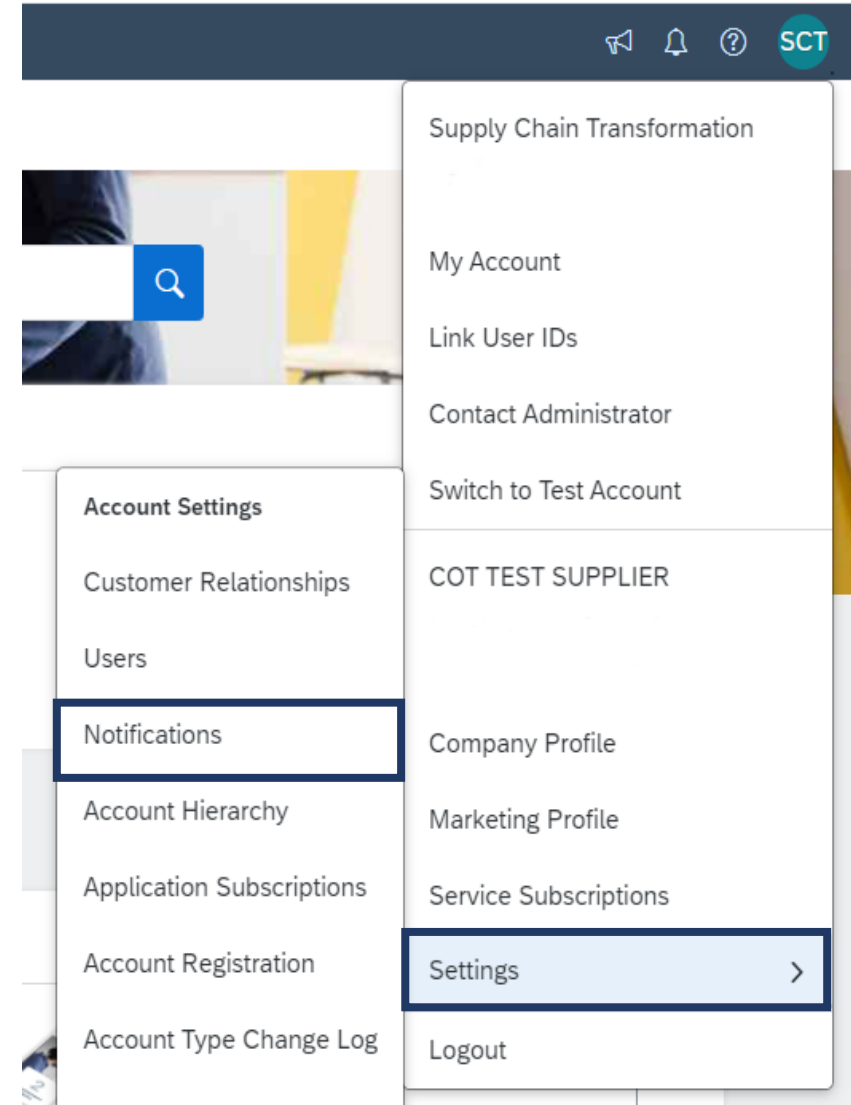 SCT
Supply Chain Transformation
My Account
Link User IDs
Contact Administrator
Switch to Test Account
COT TEST SUPPLIER
Company Profile
Marketing Profile
Service Subscriptions
Settings
Logout
Account Settings
Customer Relationships
Users
Notifications
Account Hierarchy
Application Subscriptions
Account Registration
Account Type Change Log